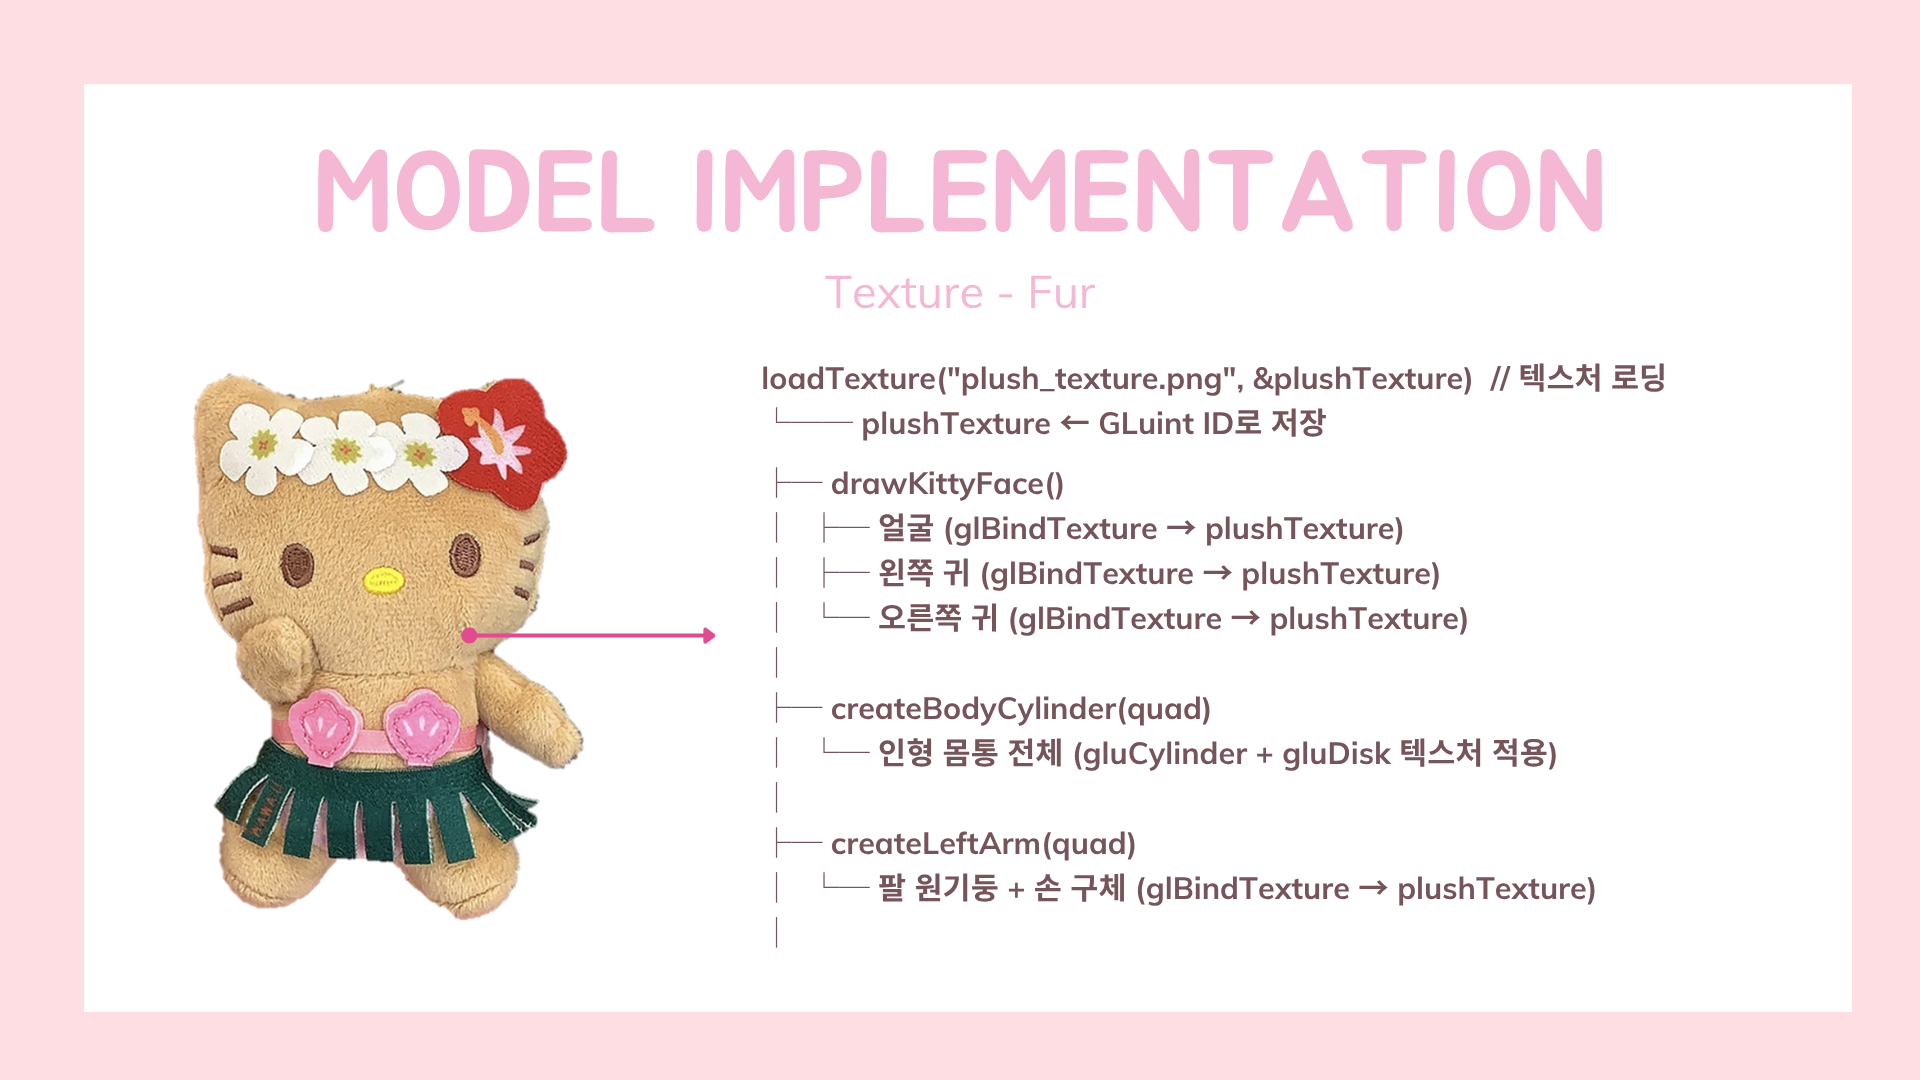 MODEL IMPLEMENTATION
Texture - Fur
loadTexture("plush_texture.png", &plushTexture) // 텍스처 로딩
└─── plushTexture ← GLuint ID로 저장
├── drawKittyFace()
│ ├── 얼굴 (glBindTexture → plushTexture)
│ ├── 왼쪽 귀 (glBindTexture → plushTexture)
│ └── 오른쪽 귀 (glBindTexture → plushTexture)
│
├── createBodyCylinder(quad)
│ └── 인형 몸통 전체 (gluCylinder + gluDisk 텍스처 적용)
│
├── createLeftArm(quad)
│ └── 팔 원기둥 + 손 구체 (glBindTexture → plushTexture)
│
HAWAII